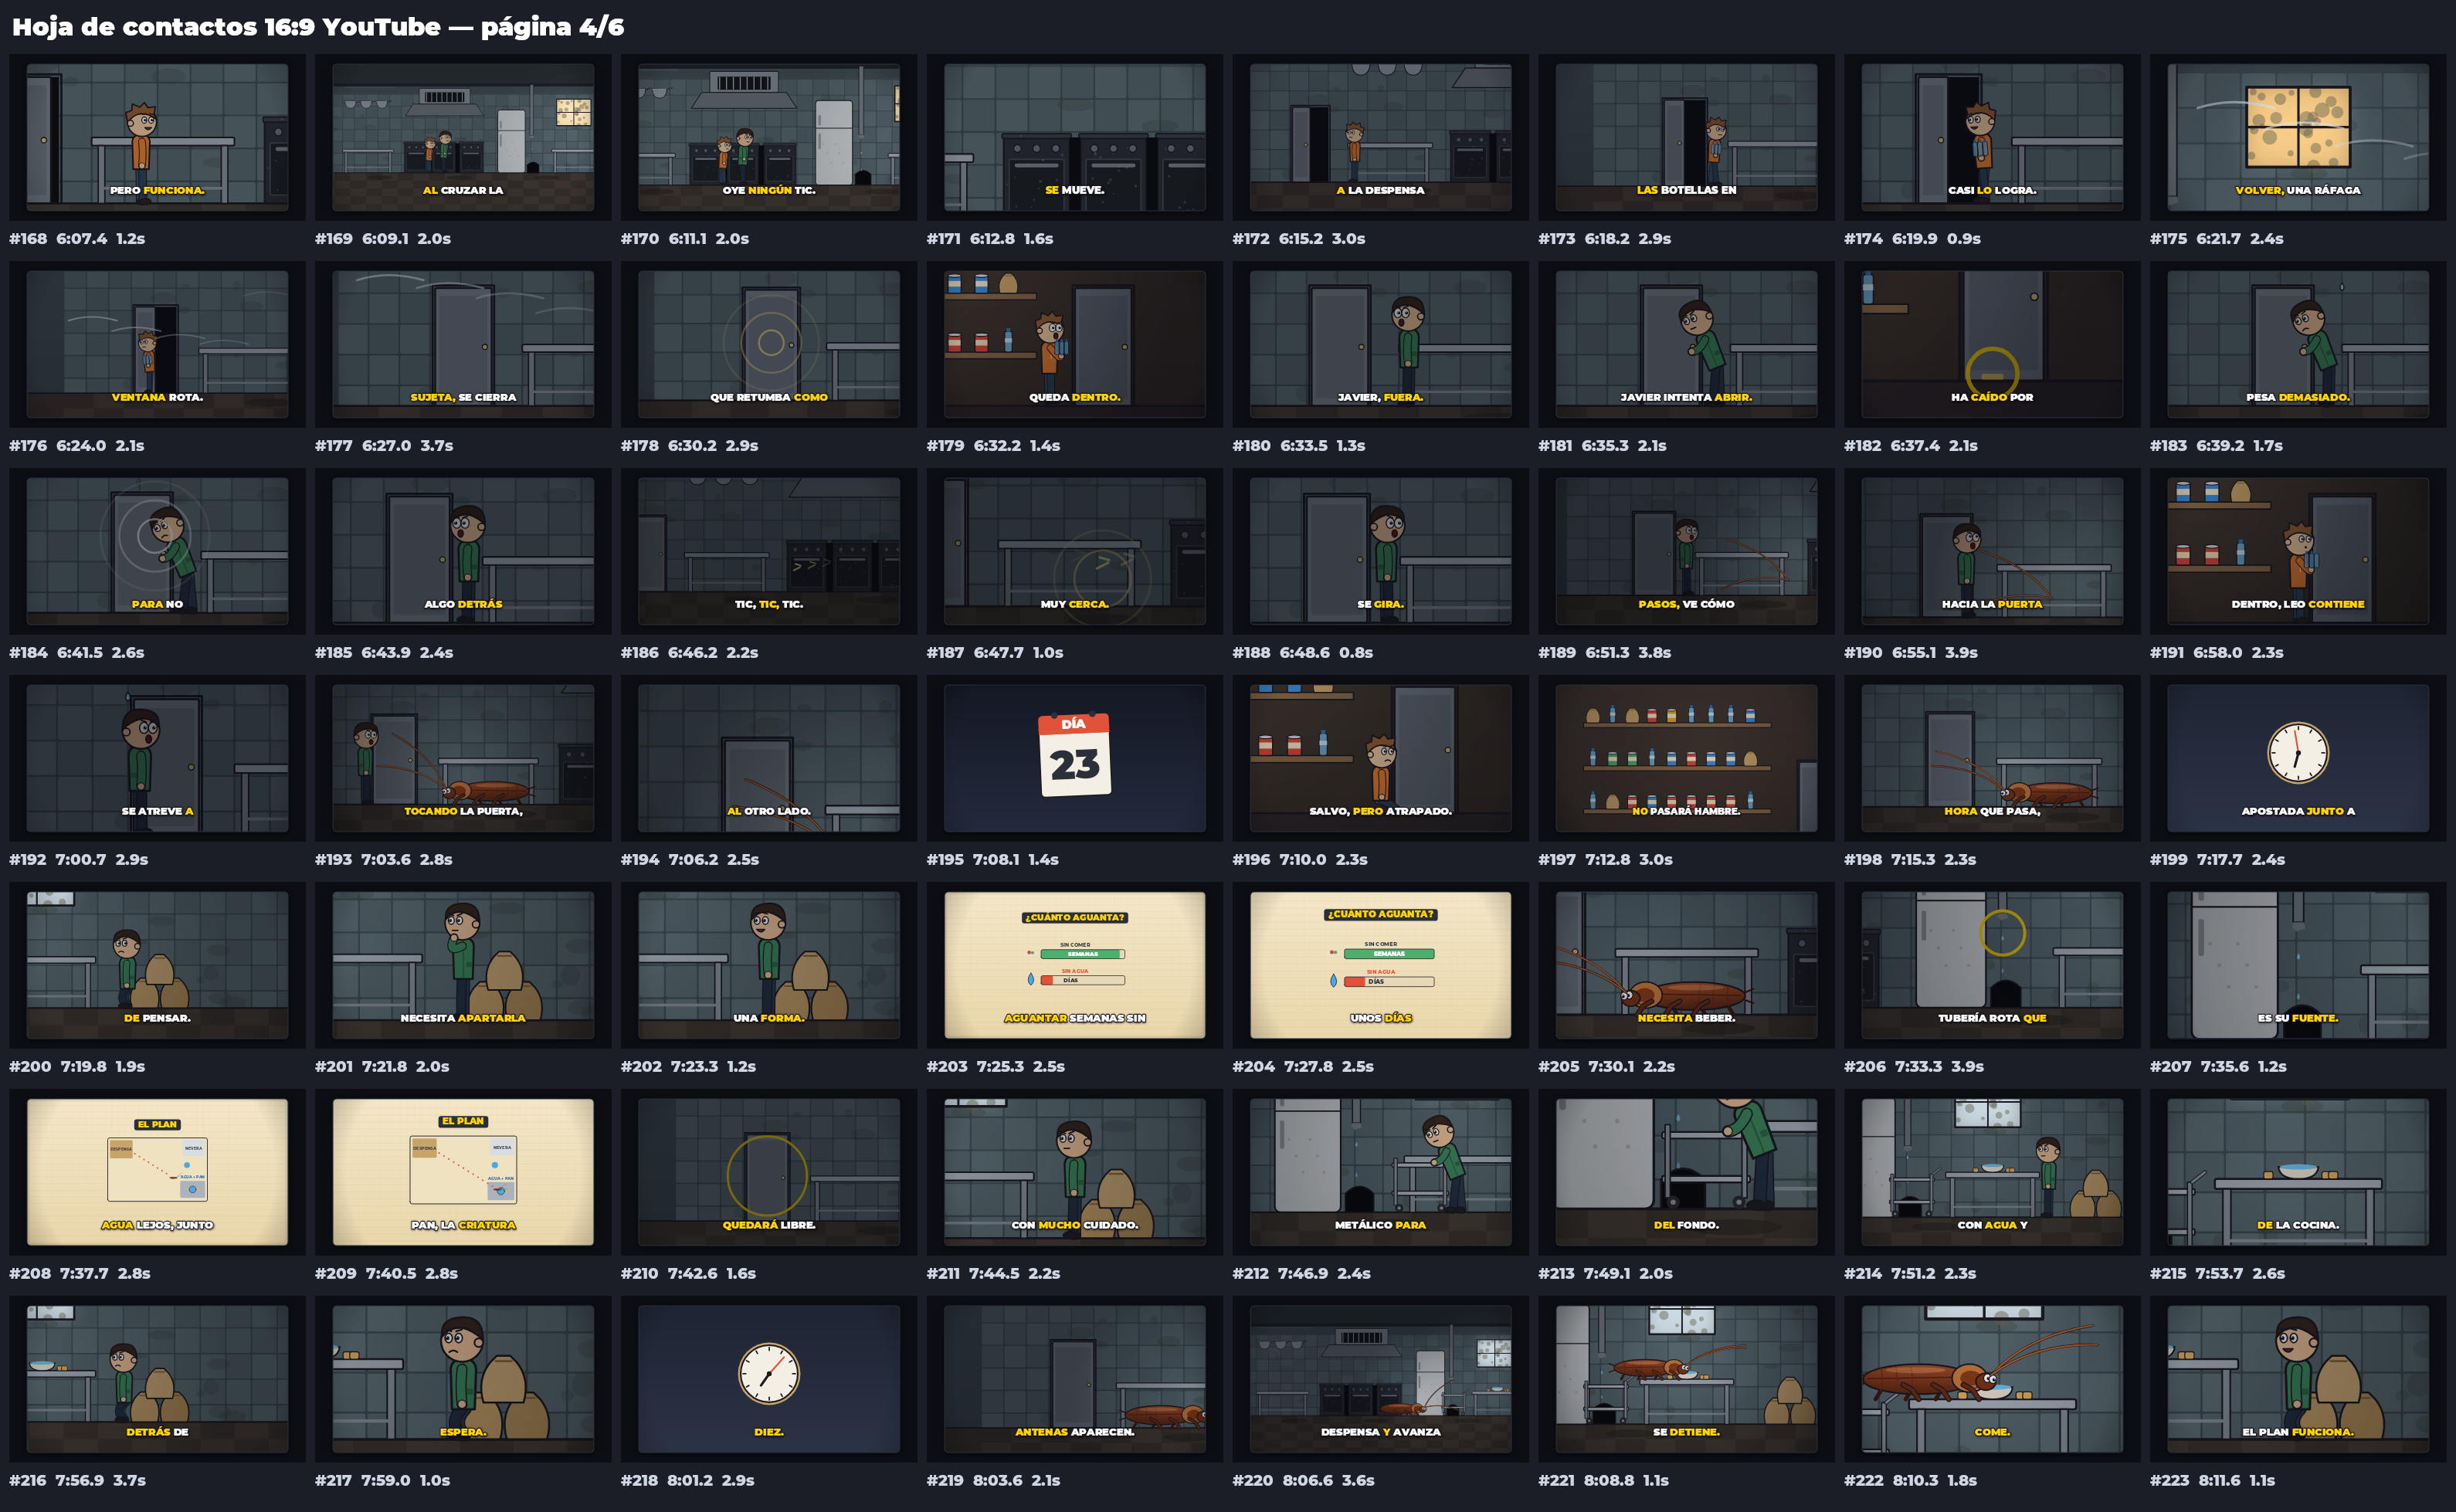 Hoja de contactos 16:9 YouTube — página 4/6
PERO FUNCIONA.
AL CRUZAR LA
OYE NINGÚN TIC.
SE MUEVE.
A LA DESPENSA
LAS BOTELLAS EN
CASI LO LOGRA.
VOLVER, UNA RÁFAGA
#168 6:07.4 1.2s
#169 6:09.1 2.0s
#170 6:11.1 2.0s
#171 6:12.8 1.6s
#172 6:15.2 3.0s
#173 6:18.2 2.9s
#174 6:19.9 0.9s
#175 6:21.7 2.4s
VENTANA ROTA.
SUJETA, SE CIERRA
QUE RETUMBA COMO
QUEDA DENTRO.
JAVIER, FUERA.
JAVIER INTENTA ABRIR.
HA CAÍDO POR
PESA DEMASIADO.
#176 6:24.0 2.1s
#177 6:27.0 3.7s
#178 6:30.2 2.9s
#179 6:32.2 1.4s
#180 6:33.5 1.3s
#181 6:35.3 2.1s
#182 6:37.4 2.1s
#183 6:39.2 1.7s
PARA NO
ALGO DETRÁS
TIC, TIC, TIC.
MUY CERCA.
SE GIRA.
PASOS, VE CÓMO
HACIA LA PUERTA
DENTRO, LEO CONTIENE
#184 6:41.5 2.6s
#185 6:43.9 2.4s
#186 6:46.2 2.2s
#187 6:47.7 1.0s
#188 6:48.6 0.8s
#189 6:51.3 3.8s
#190 6:55.1 3.9s
#191 6:58.0 2.3s
SE ATREVE A
TOCANDO LA PUERTA,
AL OTRO LADO.
DÍA
23
SALVO, PERO ATRAPADO.
NO PASARÁ HAMBRE.
HORA QUE PASA,
APOSTADA JUNTO A
#192 7:00.7 2.9s
#193 7:03.6 2.8s
#194 7:06.2 2.5s
#195 7:08.1 1.4s
#196 7:10.0 2.3s
#197 7:12.8 3.0s
#198 7:15.3 2.3s
#199 7:17.7 2.4s
DE PENSAR.
NECESITA APARTARLA
UNA FORMA.
¿CUÁNTO AGUANTA?
SIN COMER
SEMANAS
SIN AGUA
DÍAS
AGUANTAR SEMANAS SIN
¿CUÁNTO AGUANTA?
SIN COMER
SEMANAS
SIN AGUA
DÍAS
UNOS DÍAS
NECESITA BEBER.
TUBERÍA ROTA QUE
ES SU FUENTE.
#200 7:19.8 1.9s
#201 7:21.8 2.0s
#202 7:23.3 1.2s
#203 7:25.3 2.5s
#204 7:27.8 2.5s
#205 7:30.1 2.2s
#206 7:33.3 3.9s
#207 7:35.6 1.2s
EL PLAN
DESPENSA
NEVERA
AGUA + PAN
AGUA LEJOS, JUNTO
EL PLAN
DESPENSA
NEVERA
AGUA + PAN
PAN, LA CRIATURA
QUEDARÁ LIBRE.
CON MUCHO CUIDADO.
METÁLICO PARA
DEL FONDO.
CON AGUA Y
DE LA COCINA.
#208 7:37.7 2.8s
#209 7:40.5 2.8s
#210 7:42.6 1.6s
#211 7:44.5 2.2s
#212 7:46.9 2.4s
#213 7:49.1 2.0s
#214 7:51.2 2.3s
#215 7:53.7 2.6s
DETRÁS DE
ESPERA.
DIEZ.
ANTENAS APARECEN.
DESPENSA Y AVANZA
SE DETIENE.
COME.
EL PLAN FUNCIONA.
#216 7:56.9 3.7s
#217 7:59.0 1.0s
#218 8:01.2 2.9s
#219 8:03.6 2.1s
#220 8:06.6 3.6s
#221 8:08.8 1.1s
#222 8:10.3 1.8s
#223 8:11.6 1.1s